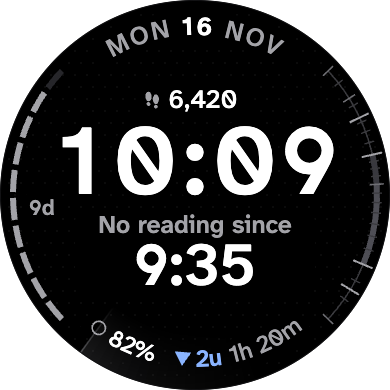 MON 16 NOV
6,420
10:09
9d
No reading since
9:35
82%
▼2u 1h 20m